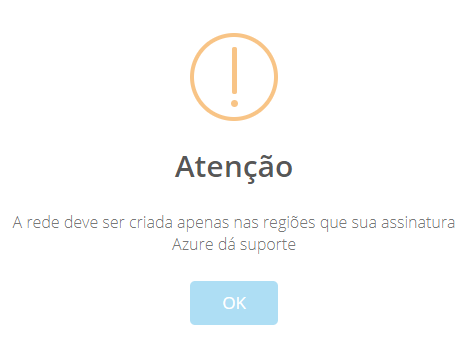 Atenção
A rede deve ser criada apenas nas regiões que sua assinatura
Azure dá suporte
OK